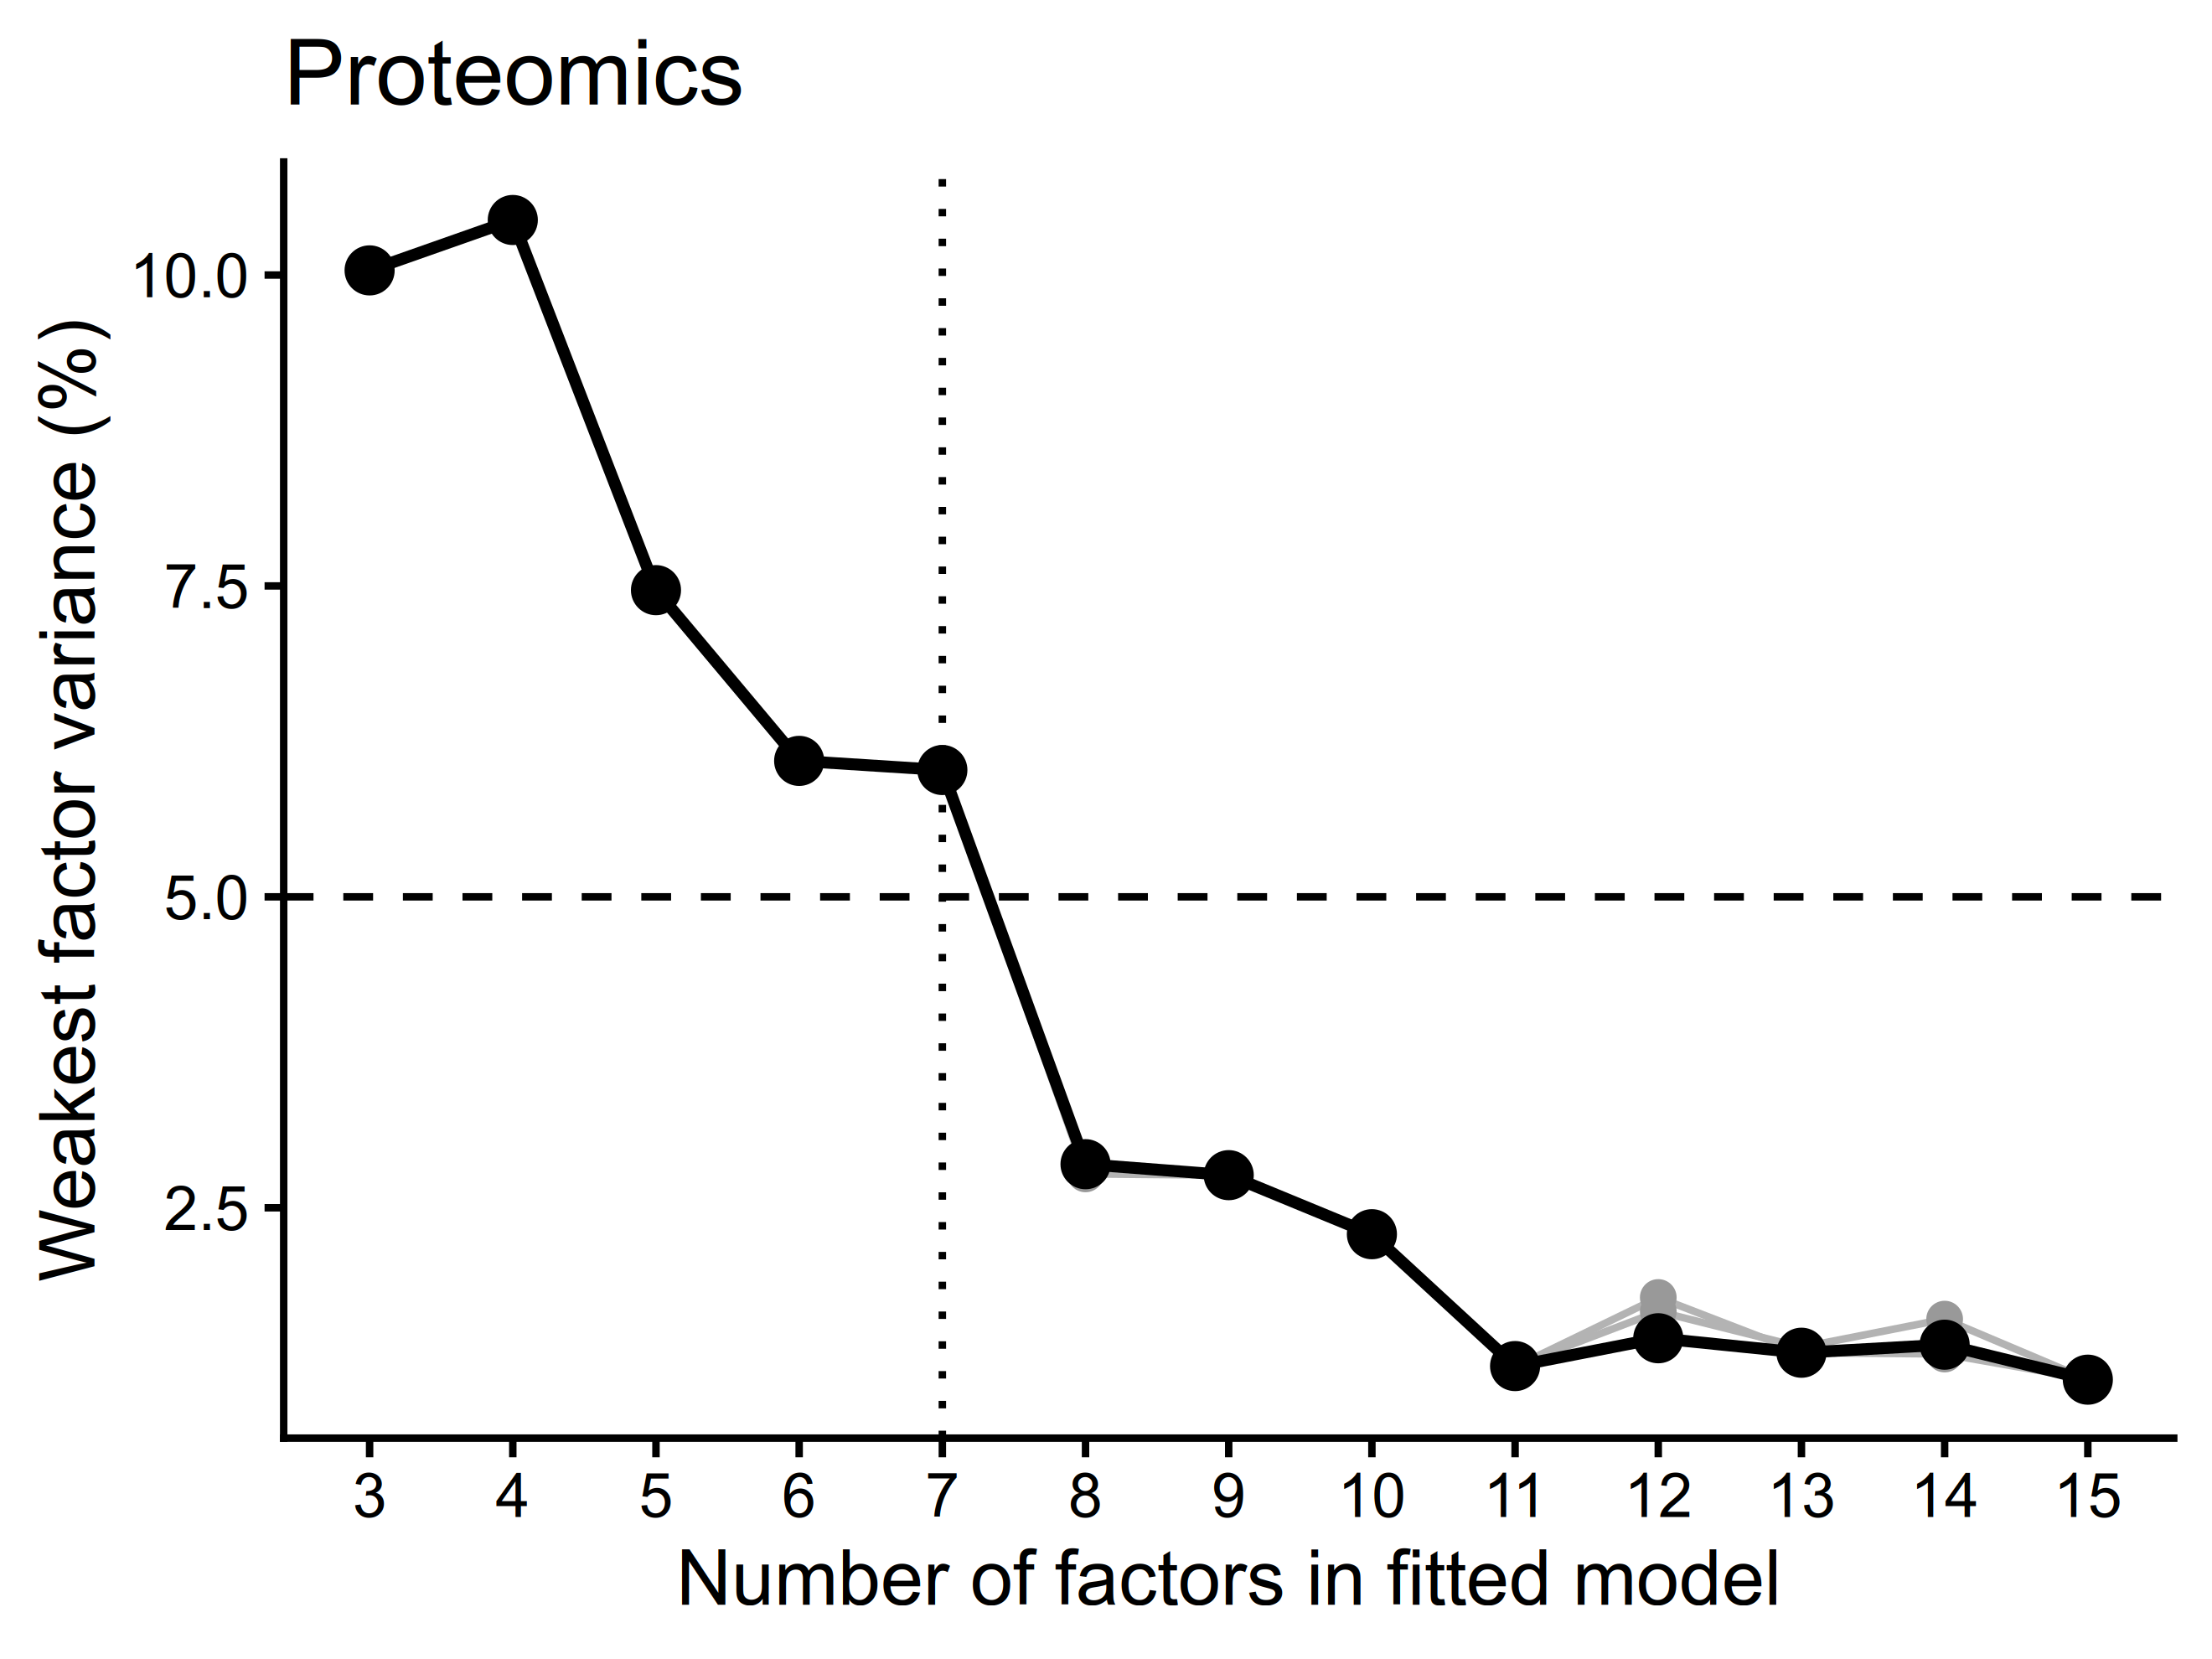 Proteomics
Weakest factor variance (%)
10.0
7.5
5.0
2.5
3 4 5 6 7 8 9 10 11 12 13 14 15
Number of factors in fitted model